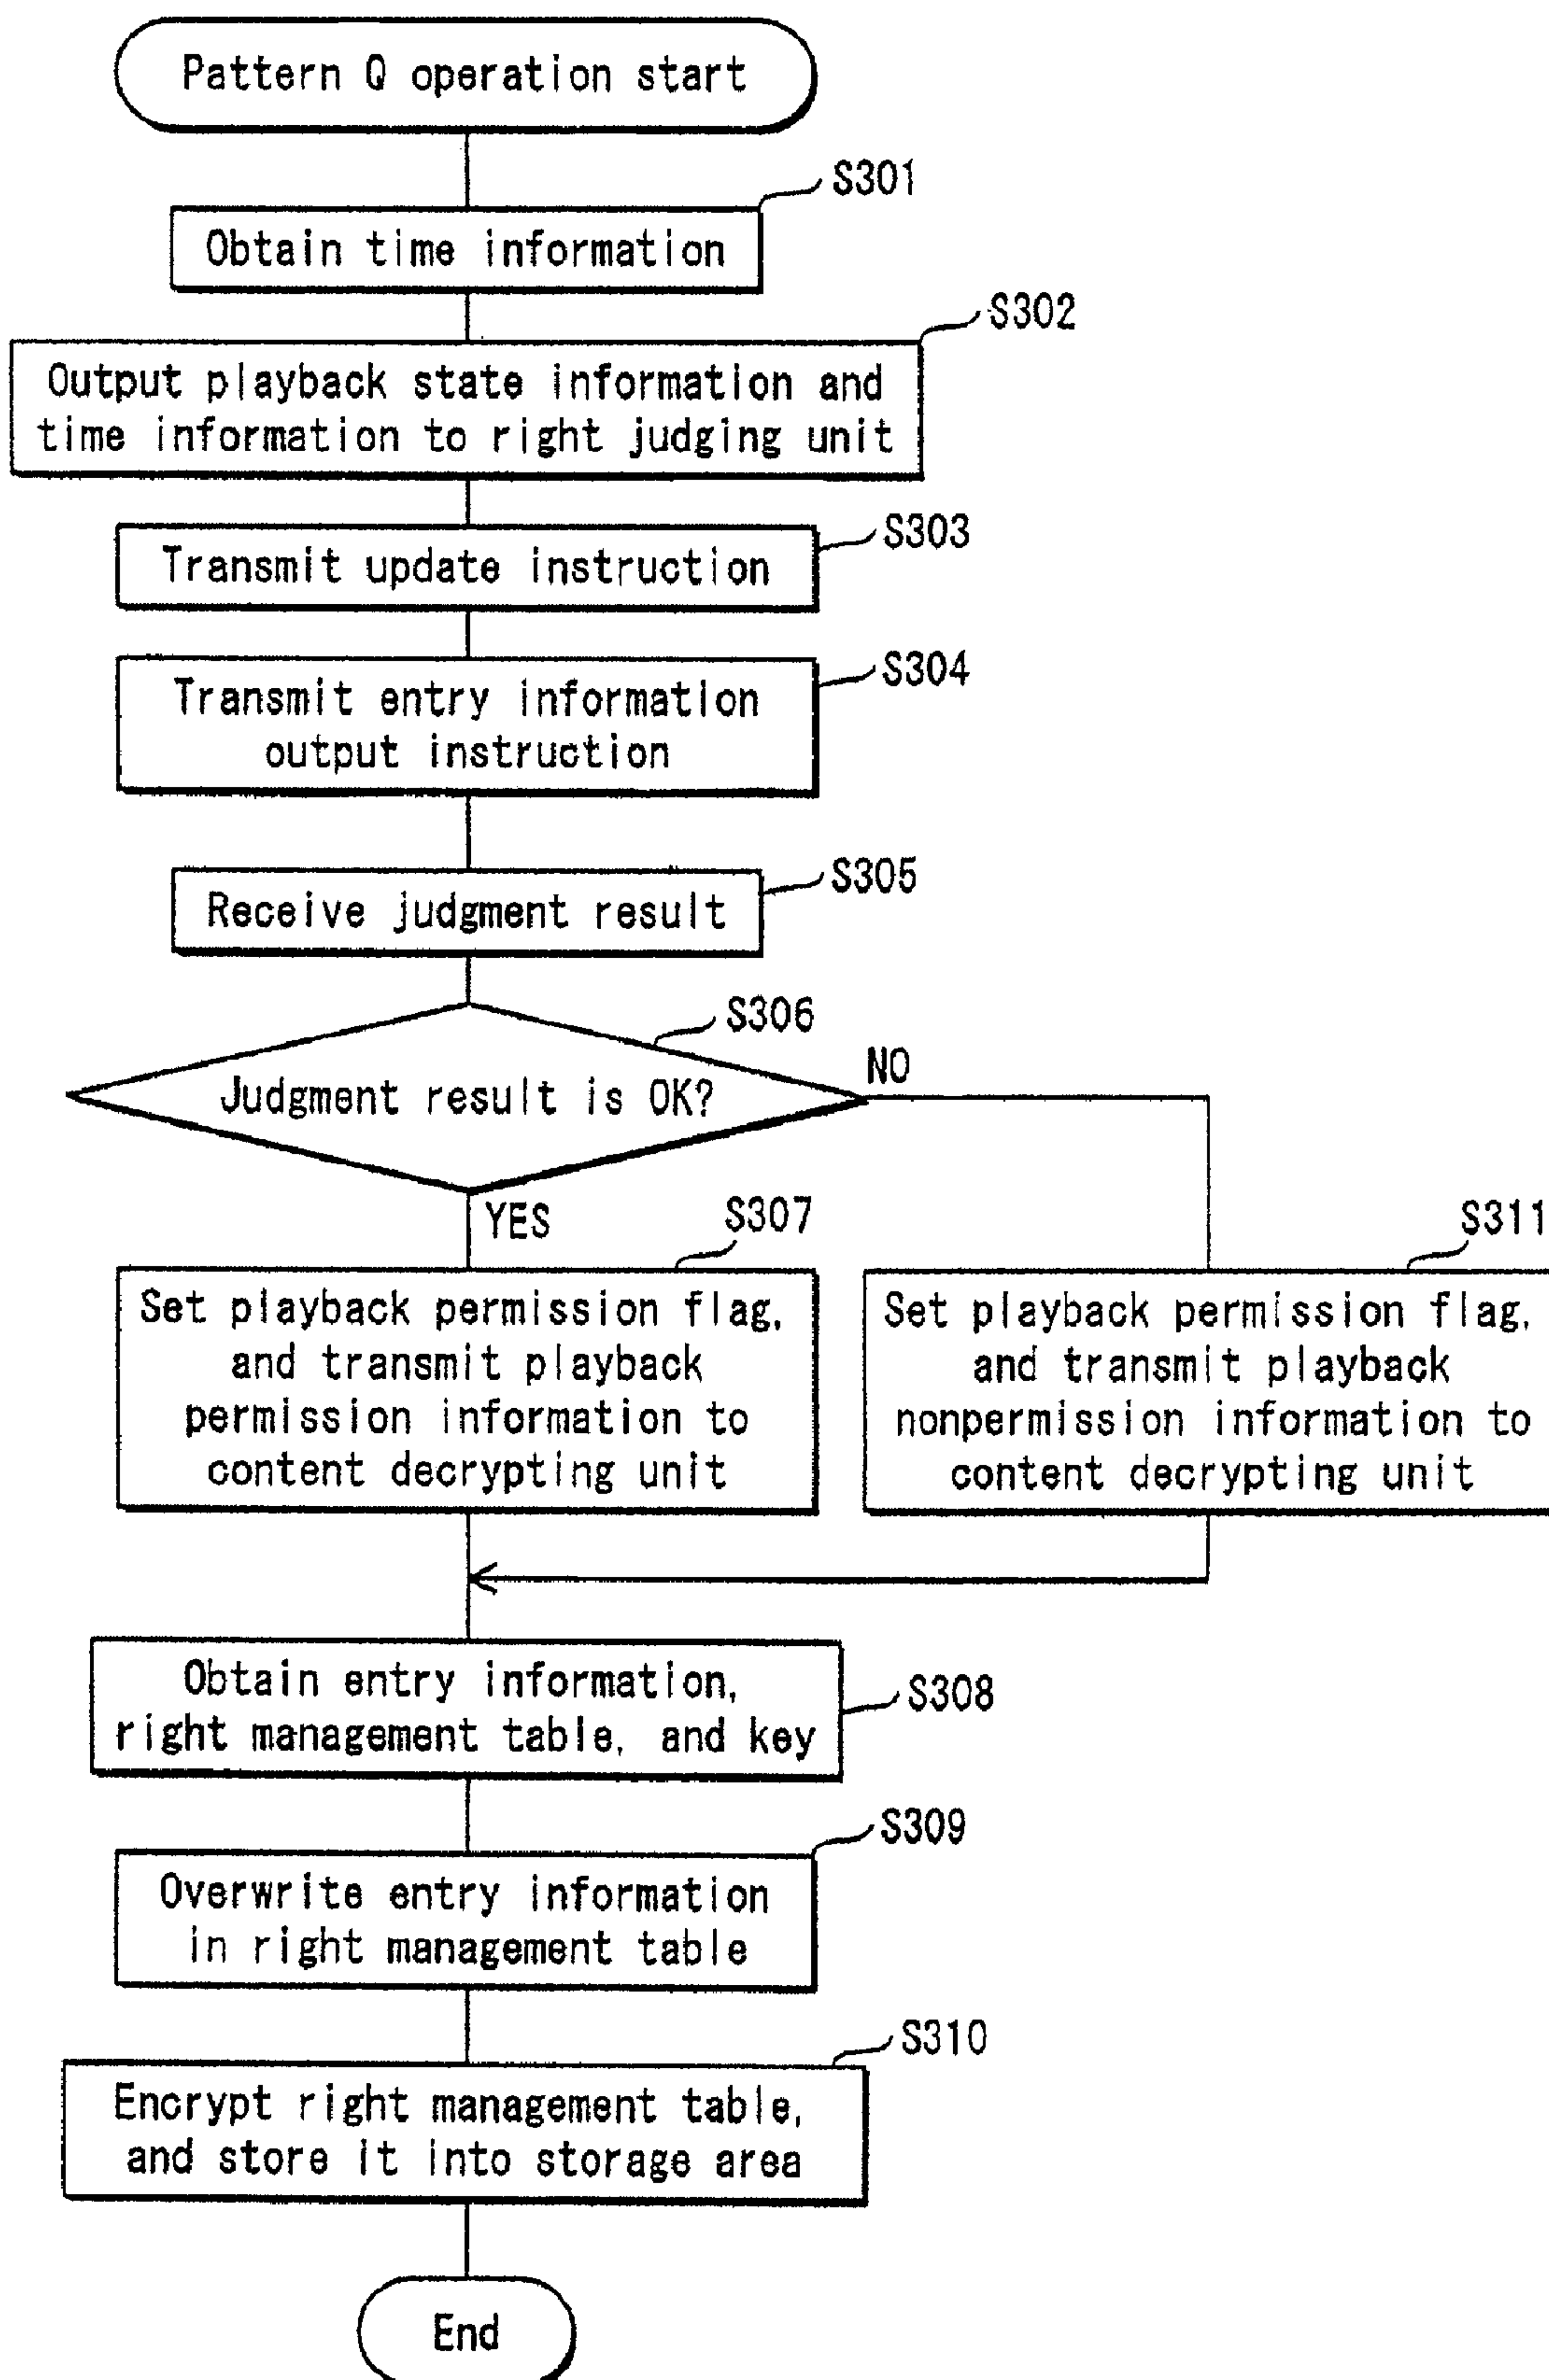 Pattern Q operation start
S301
Obtain time information
S302
Output playback state information and
time information to right judging unit
S303
Transmit update instruction
S304
Transmit entry information
output instruction
S305
Receive judgment result
S306
Judgment result is OK?
NO
YES
S307
Set playback permission flag,
and transmit playback
permission information to
content decrypting unit
S311
Set playback permission flag,
and transmit playback
nonpermission information to
content decrypting unit
Obtain entry information,
right management table, and key
S308
S309
Overwrite entry information
in right management table
S310
Encrypt right management table,
and store it into storage area
End